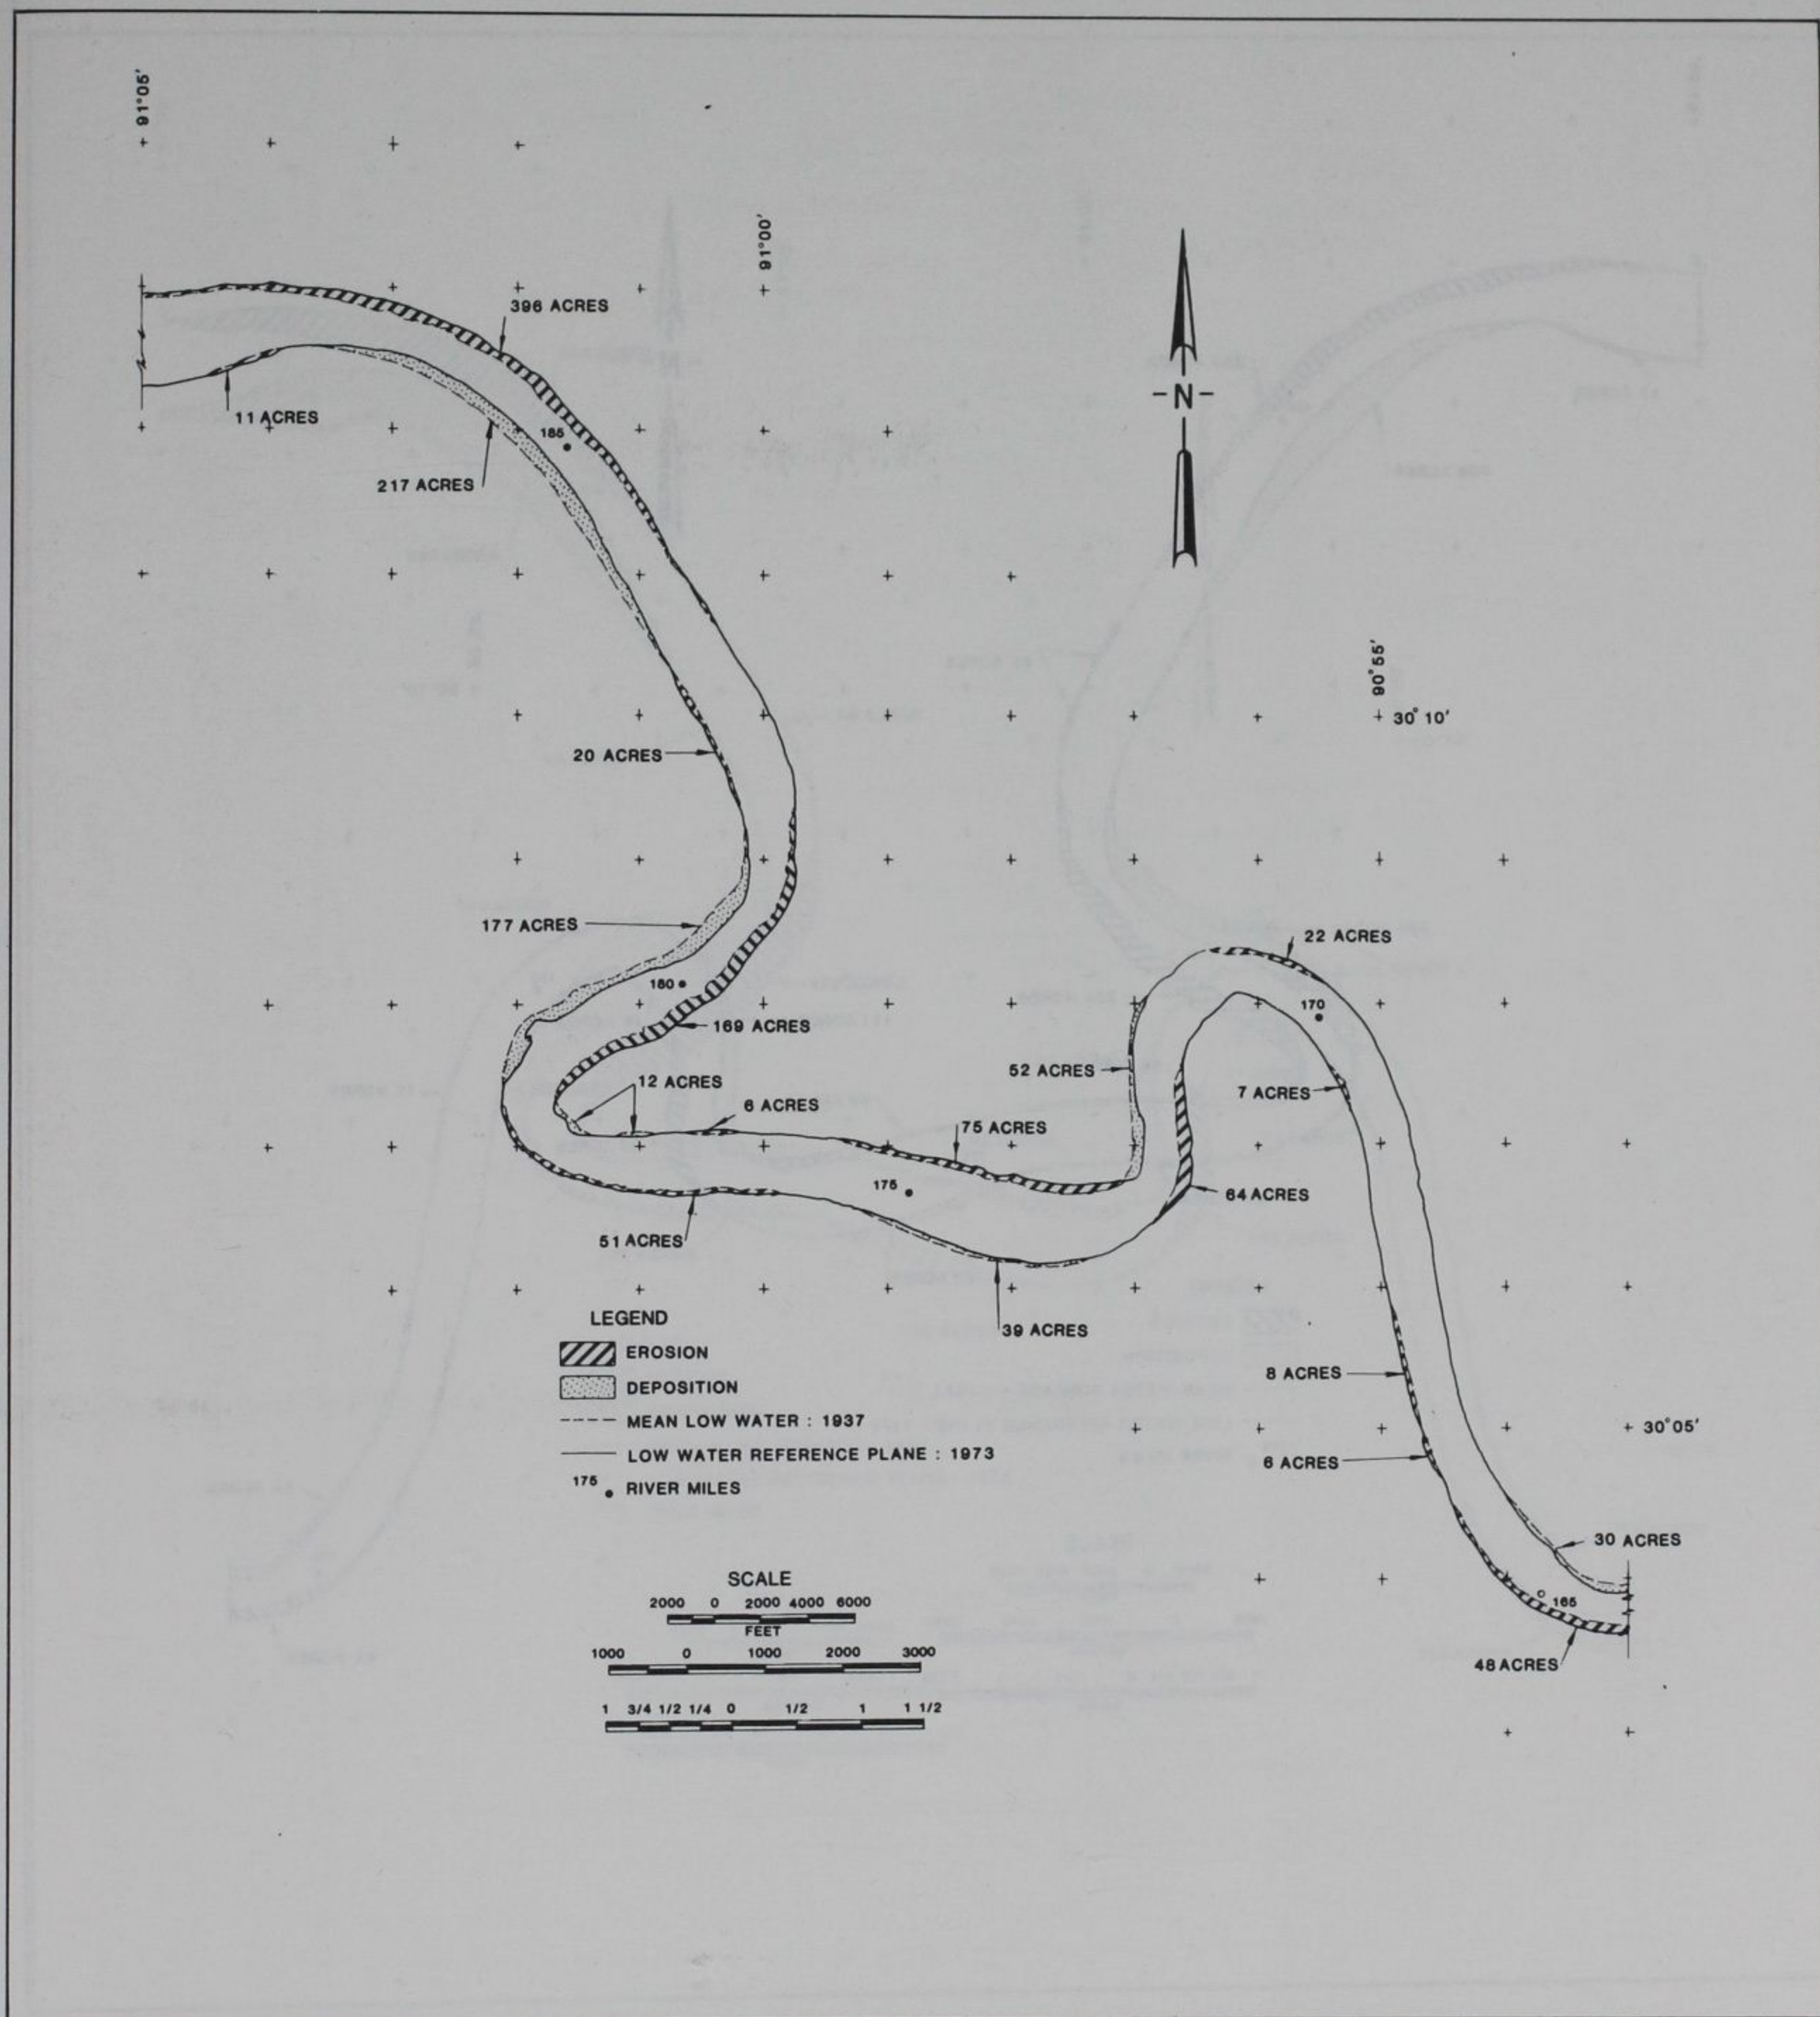 91°05'
91°00'
396 ACRES
-N-
11 ACRES
185
217 ACRES
90°55'
30°10'
20 ACRES
177 ACRES
22 ACRES
180
170
169 ACRES
52 ACRES
12 ACRES
7 ACRES
6 ACRES
75 ACRES
175
64 ACRES
51 ACRES
39 ACRES
LEGEND
EROSION
DEPOSITION
MEAN LOW WATER : 1937
LOW WATER REFERENCE PLANE : 1973
175 RIVER MILES
8 ACRES
30°05'
6 ACRES
30 ACRES
165
48 ACRES
SCALE
2000 0 2000 4000 6000
FEET
1000 0 1000 2000 3000
1 3/4 1/2 1/4 0 1/2 1 1 1/2